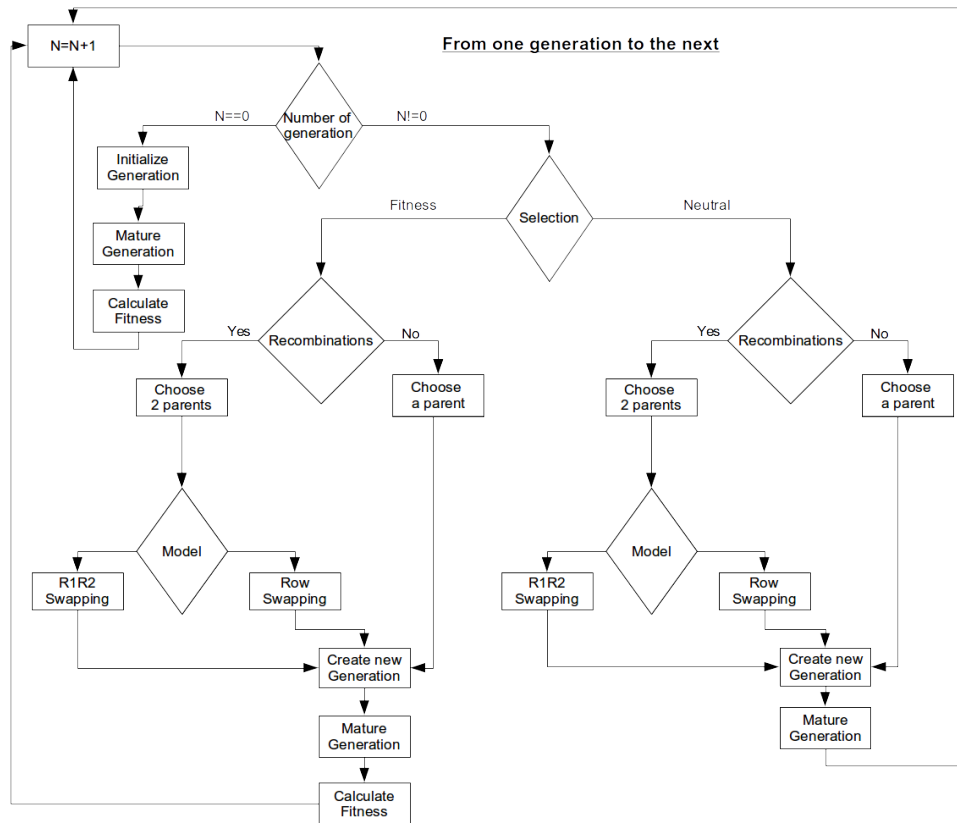 From one generation to the next
N=N+1
Number of
generation
N==0
N!=0
Initialize
Generation
Mature
Generation
Calculate
Fitness
Selection
Fitness
Neutral
Recombinations
Yes
No
Choose
2 parents
Choose
a parent
Model
R1R2
Swapping
Row
Swapping
Create new
Generation
Mature
Generation
Calculate
Fitness
Recombinations
Yes
No
Choose
2 parents
Choose
a parent
Model
R1R2
Swapping
Row
Swapping
Create new
Generation
Mature
Generation